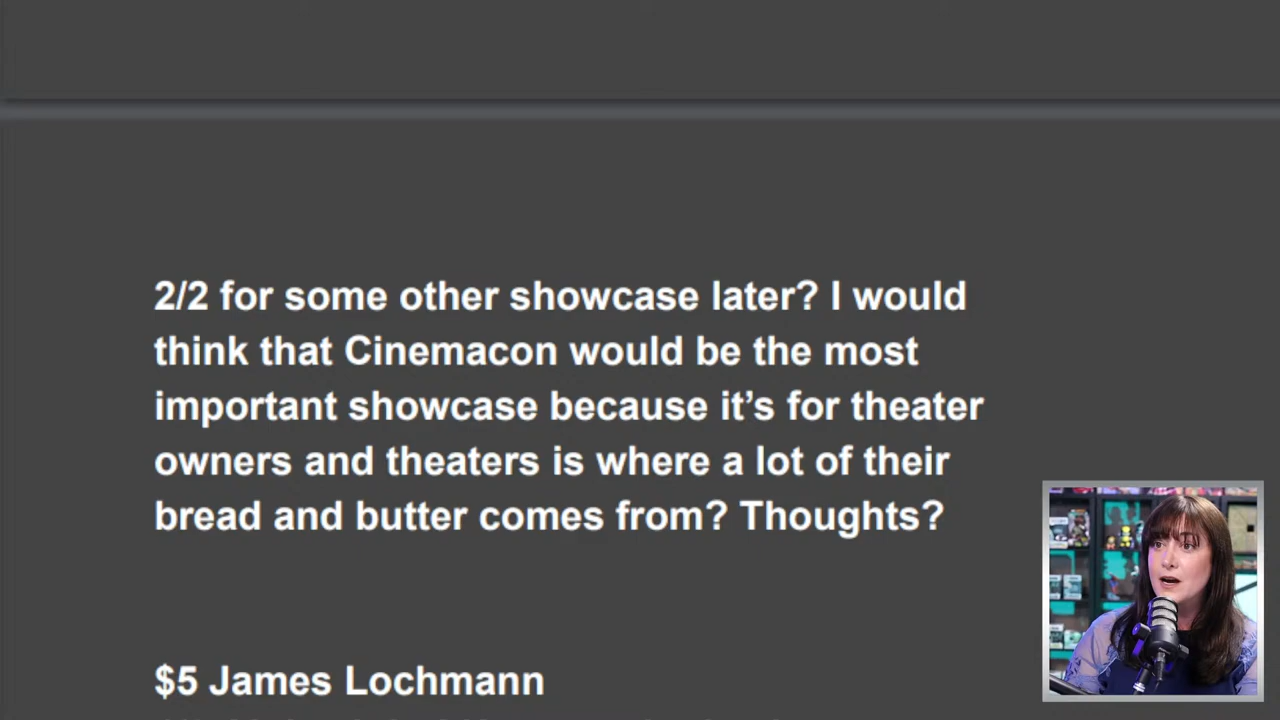 2/2 for some other showcase later? I would
think that Cinemacon would be the most
important showcase because it’s for theater
owners and theaters is where a lot of their
bread and butter comes from? Thoughts?
$5 James Lochmann